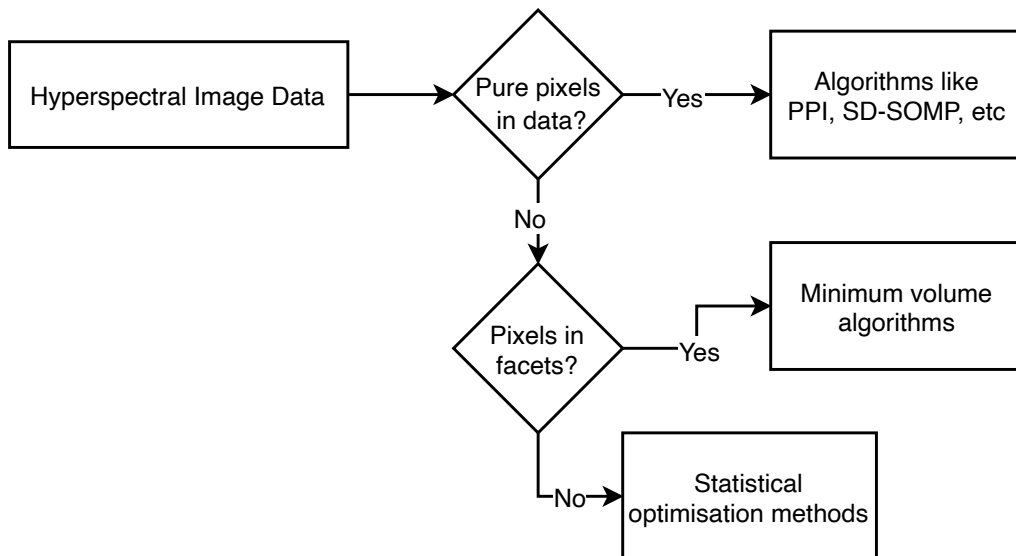 Hyperspectral Image Data
Pure pixels
in data?
Yes
Algorithms like
PPI, SD-SOMP, etc
No
Pixels in
facets?
Yes
Minimum volume
algorithms
No
Statistical
optimisation methods